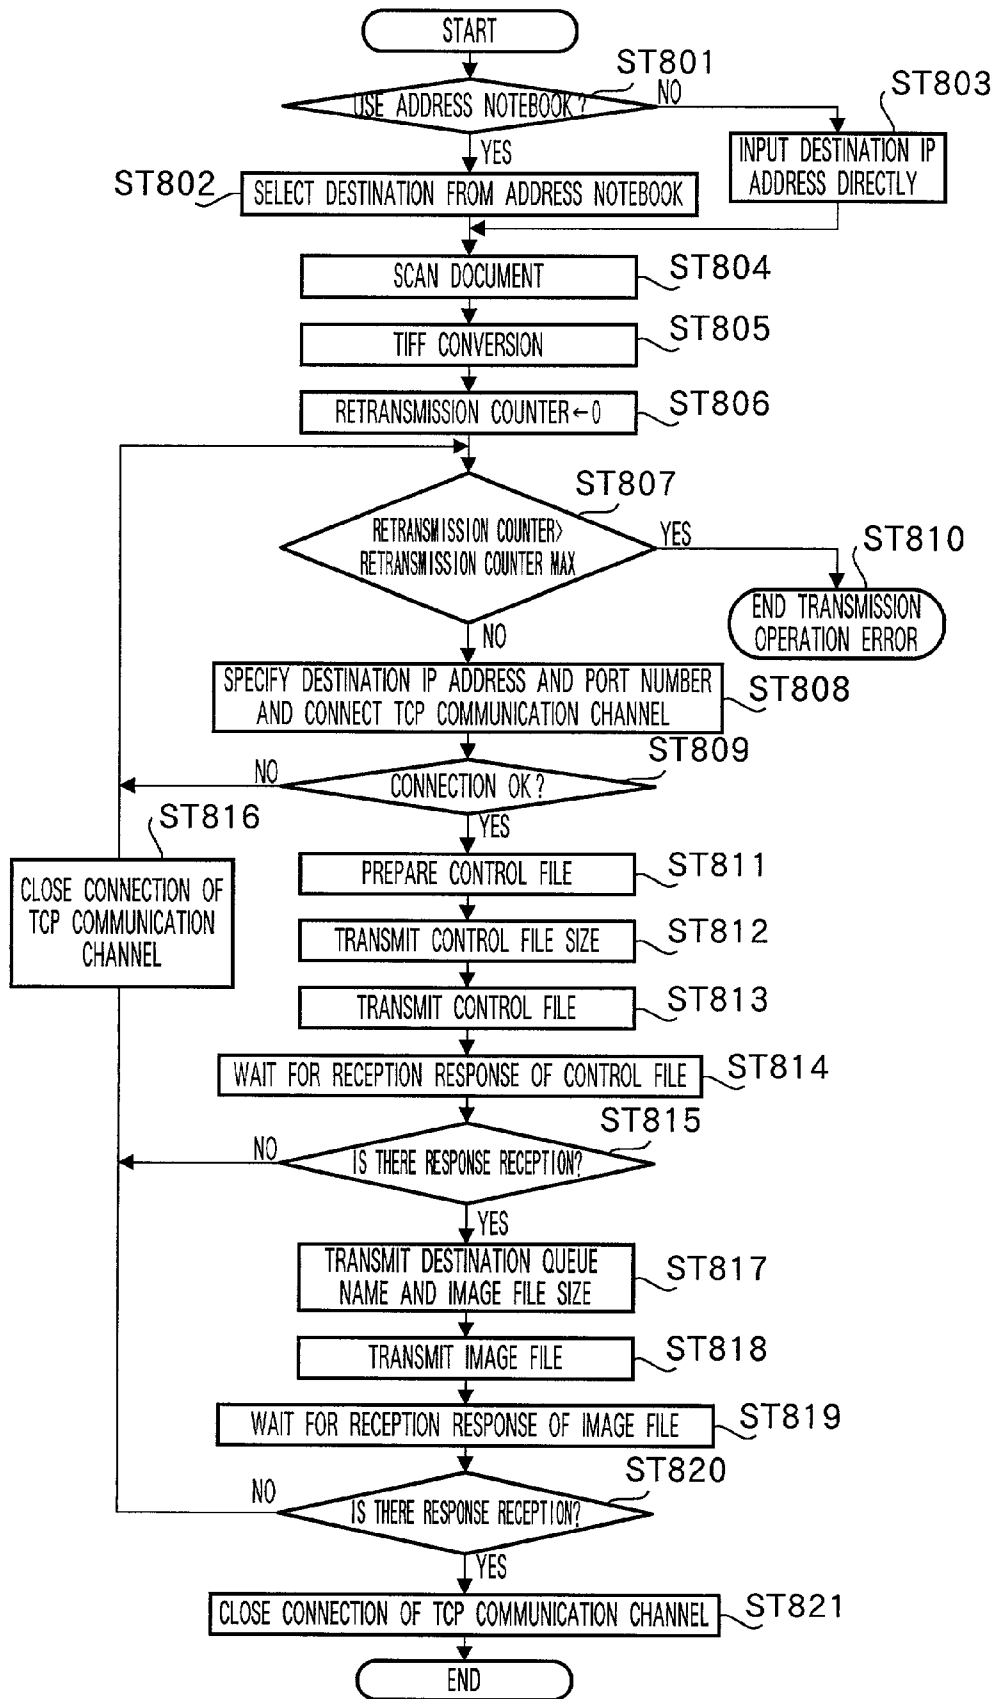 START
ST801
USE ADDRESS NOTEBOOK?
NO
ST803
INPUT DESTINATION IP
ADDRESS DIRECTLY
YES
ST802
SELECT DESTINATION FROM ADDRESS NOTEBOOK
SCAN DOCUMENT
ST804
TIFF CONVERSION
ST805
RETRANSMISSION COUNTER←0
ST806
ST807
RETRANSMISSION COUNTER>
RETRANSMISSION COUNTER MAX
YES
ST810
END TRANSMISSION
OPERATION ERROR
NO
SPECIFY DESTINATION IP ADDRESS AND PORT NUMBER
AND CONNECT TCP COMMUNICATION CHANNEL
ST808
ST809
CONNECTION OK?
NO
YES
ST816
CLOSE CONNECTION OF
TCP COMMUNICATION
CHANNEL
PREPARE CONTROL FILE
ST811
TRANSMIT CONTROL FILE SIZE
ST812
TRANSMIT CONTROL FILE
ST813
WAIT FOR RECEPTION RESPONSE OF CONTROL FILE
ST814
ST815
IS THERE RESPONSE RECEPTION?
NO
YES
TRANSMIT DESTINATION QUEUE
NAME AND IMAGE FILE SIZE
ST817
TRANSMIT IMAGE FILE
ST818
WAIT FOR RECEPTION RESPONSE OF IMAGE FILE
ST819
ST820
IS THERE RESPONSE RECEPTION?
NO
YES
CLOSE CONNECTION OF TCP COMMUNICATION CHANNEL
ST821
END